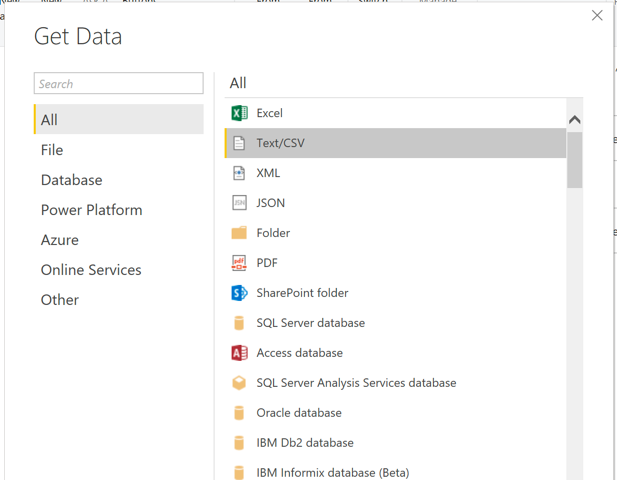 Get Data
Search
All
File
Database
Power Platform
Azure
Online Services
Other
All
Excel
Text/CSV
XML
JSON
Folder
PDF
SharePoint folder
SQL Server database
Access database
SQL Server Analysis Services database
Oracle database
IBM Db2 database
IBM Informix database (Beta)